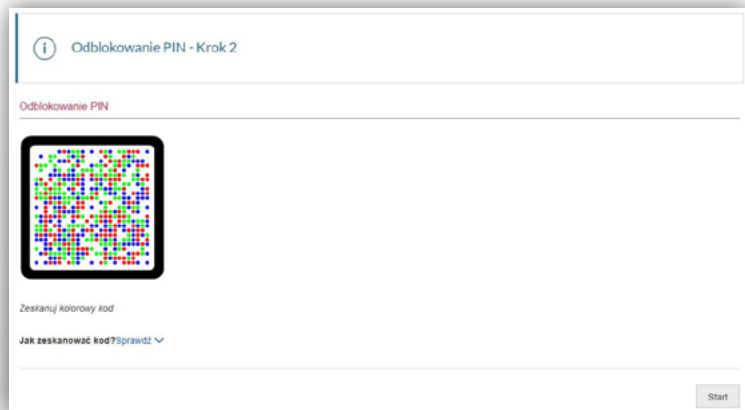 Odblokowanie PIN - Krok 2
Odblokowanie PIN
Zeskanuj kolorowy kod
Jak zeskanować kod?Sprawdź
Start